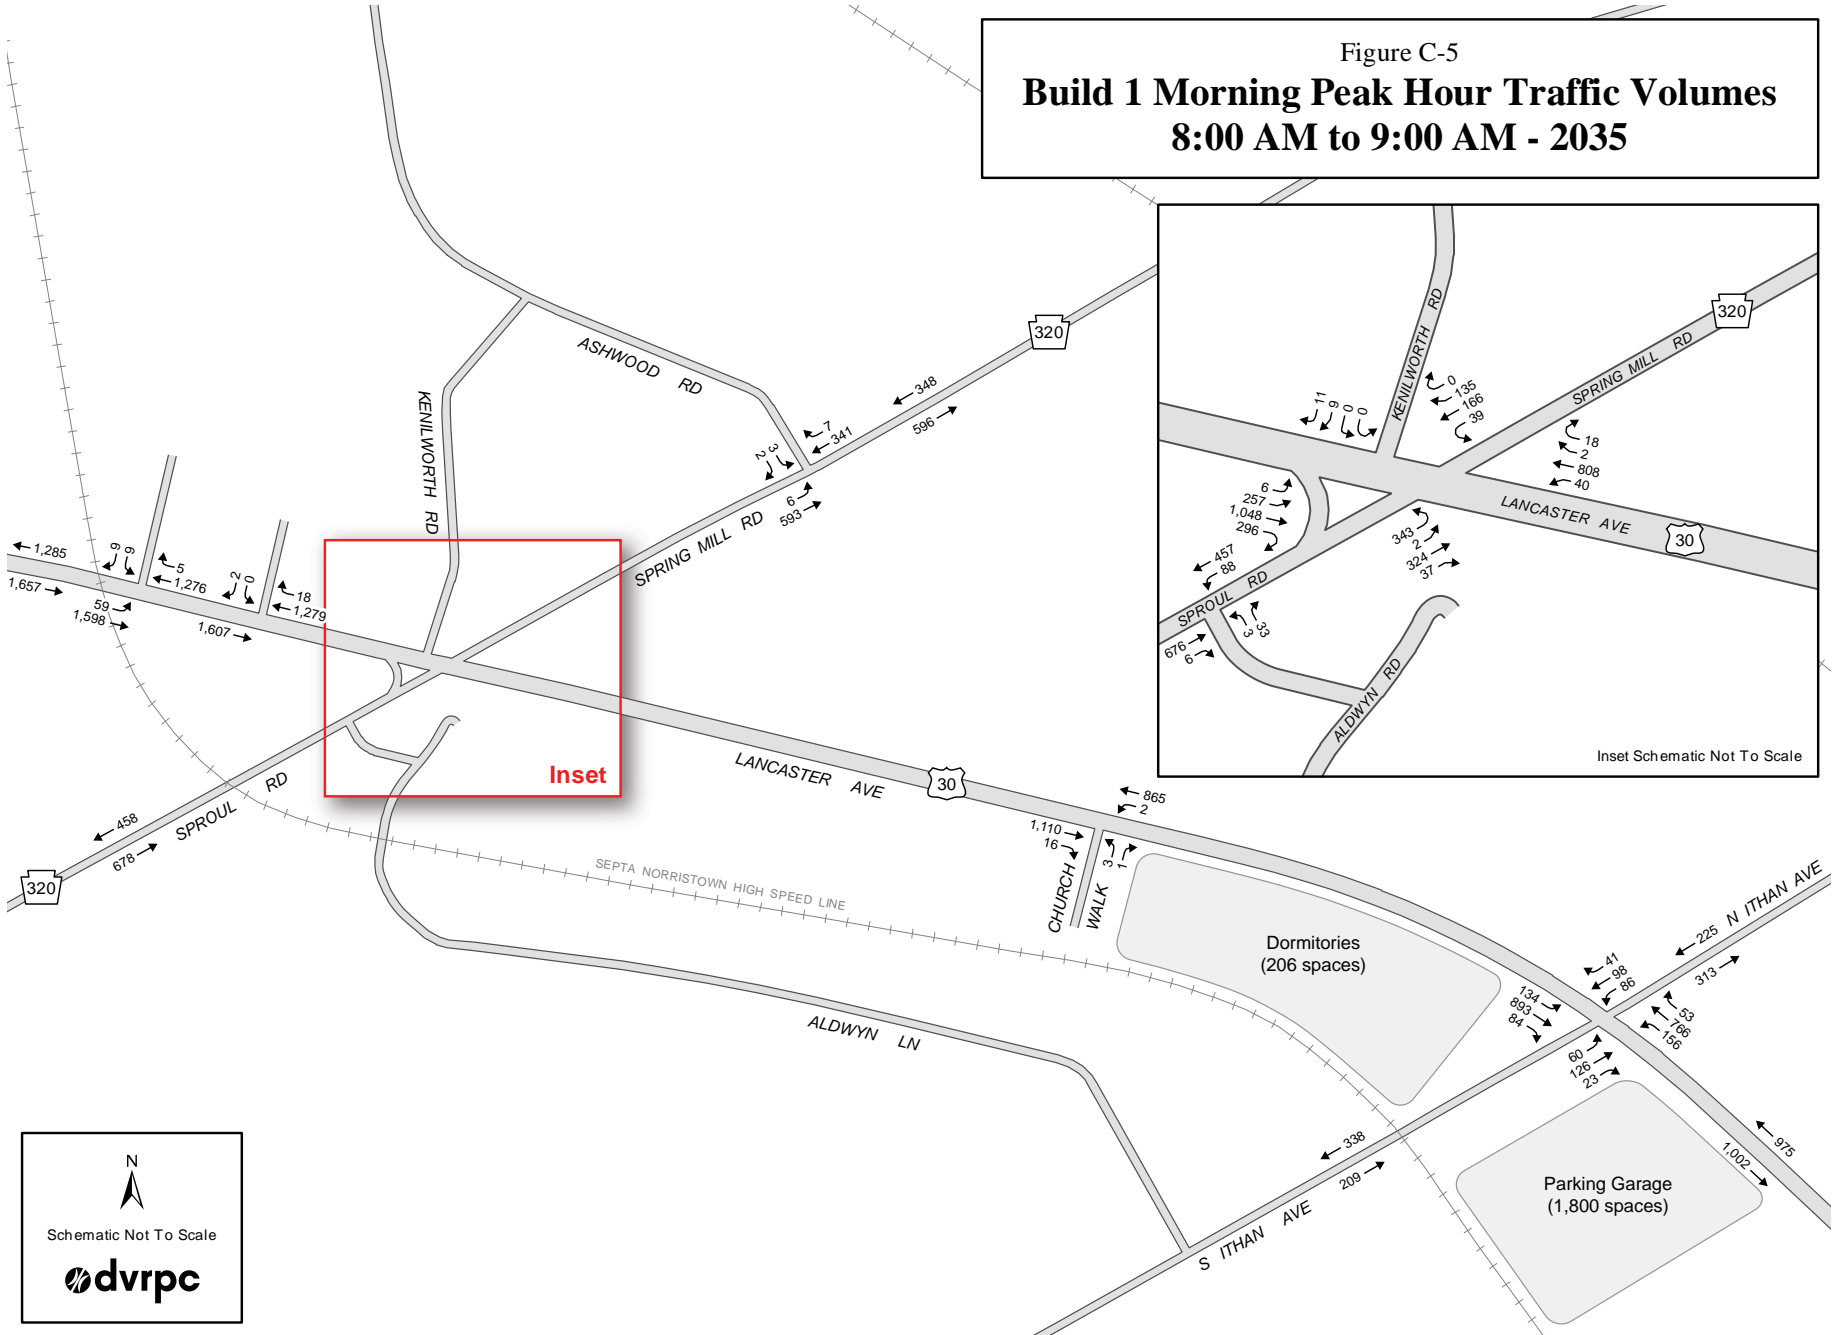 Figure C-5
Build 1 Morning Peak Hour Traffic Volumes
8:00 AM to 9:00 AM - 2035
320
ASHWOOD RD
KENILWORTH RD
348
596
7
341
3
2
6
593
SPRING MILL RD
1,285
1,657
9
9
5
1,276
59
1,598
2
0
18
1,279
1,607
Inset
458
678
SPROUL RD
320
LANCASTER AVE
30
SEPTA NORRISTOWN HIGH SPEED LINE
ALDWYN LN
865
2
1,110
16
3
1
CHURCH
WALK
Dormitories
(206 spaces)
N ITHAN AVE
225
313
41
98
86
134
893
84
53
766
156
60
126
23
338
209
S ITHAN AVE
975
1,002
Parking Garage
(1,800 spaces)
KENILWORTH RD
SPRING MILL RD
320
11
9
0
0
0
135
166
39
18
2
808
40
LANCASTER AVE
30
6
257
1,048
296
343
2
324
37
457
88
SPROUL RD
33
3
676
6
ALDWYN RD
Inset Schematic Not To Scale
N
Schematic Not To Scale
dvrpc